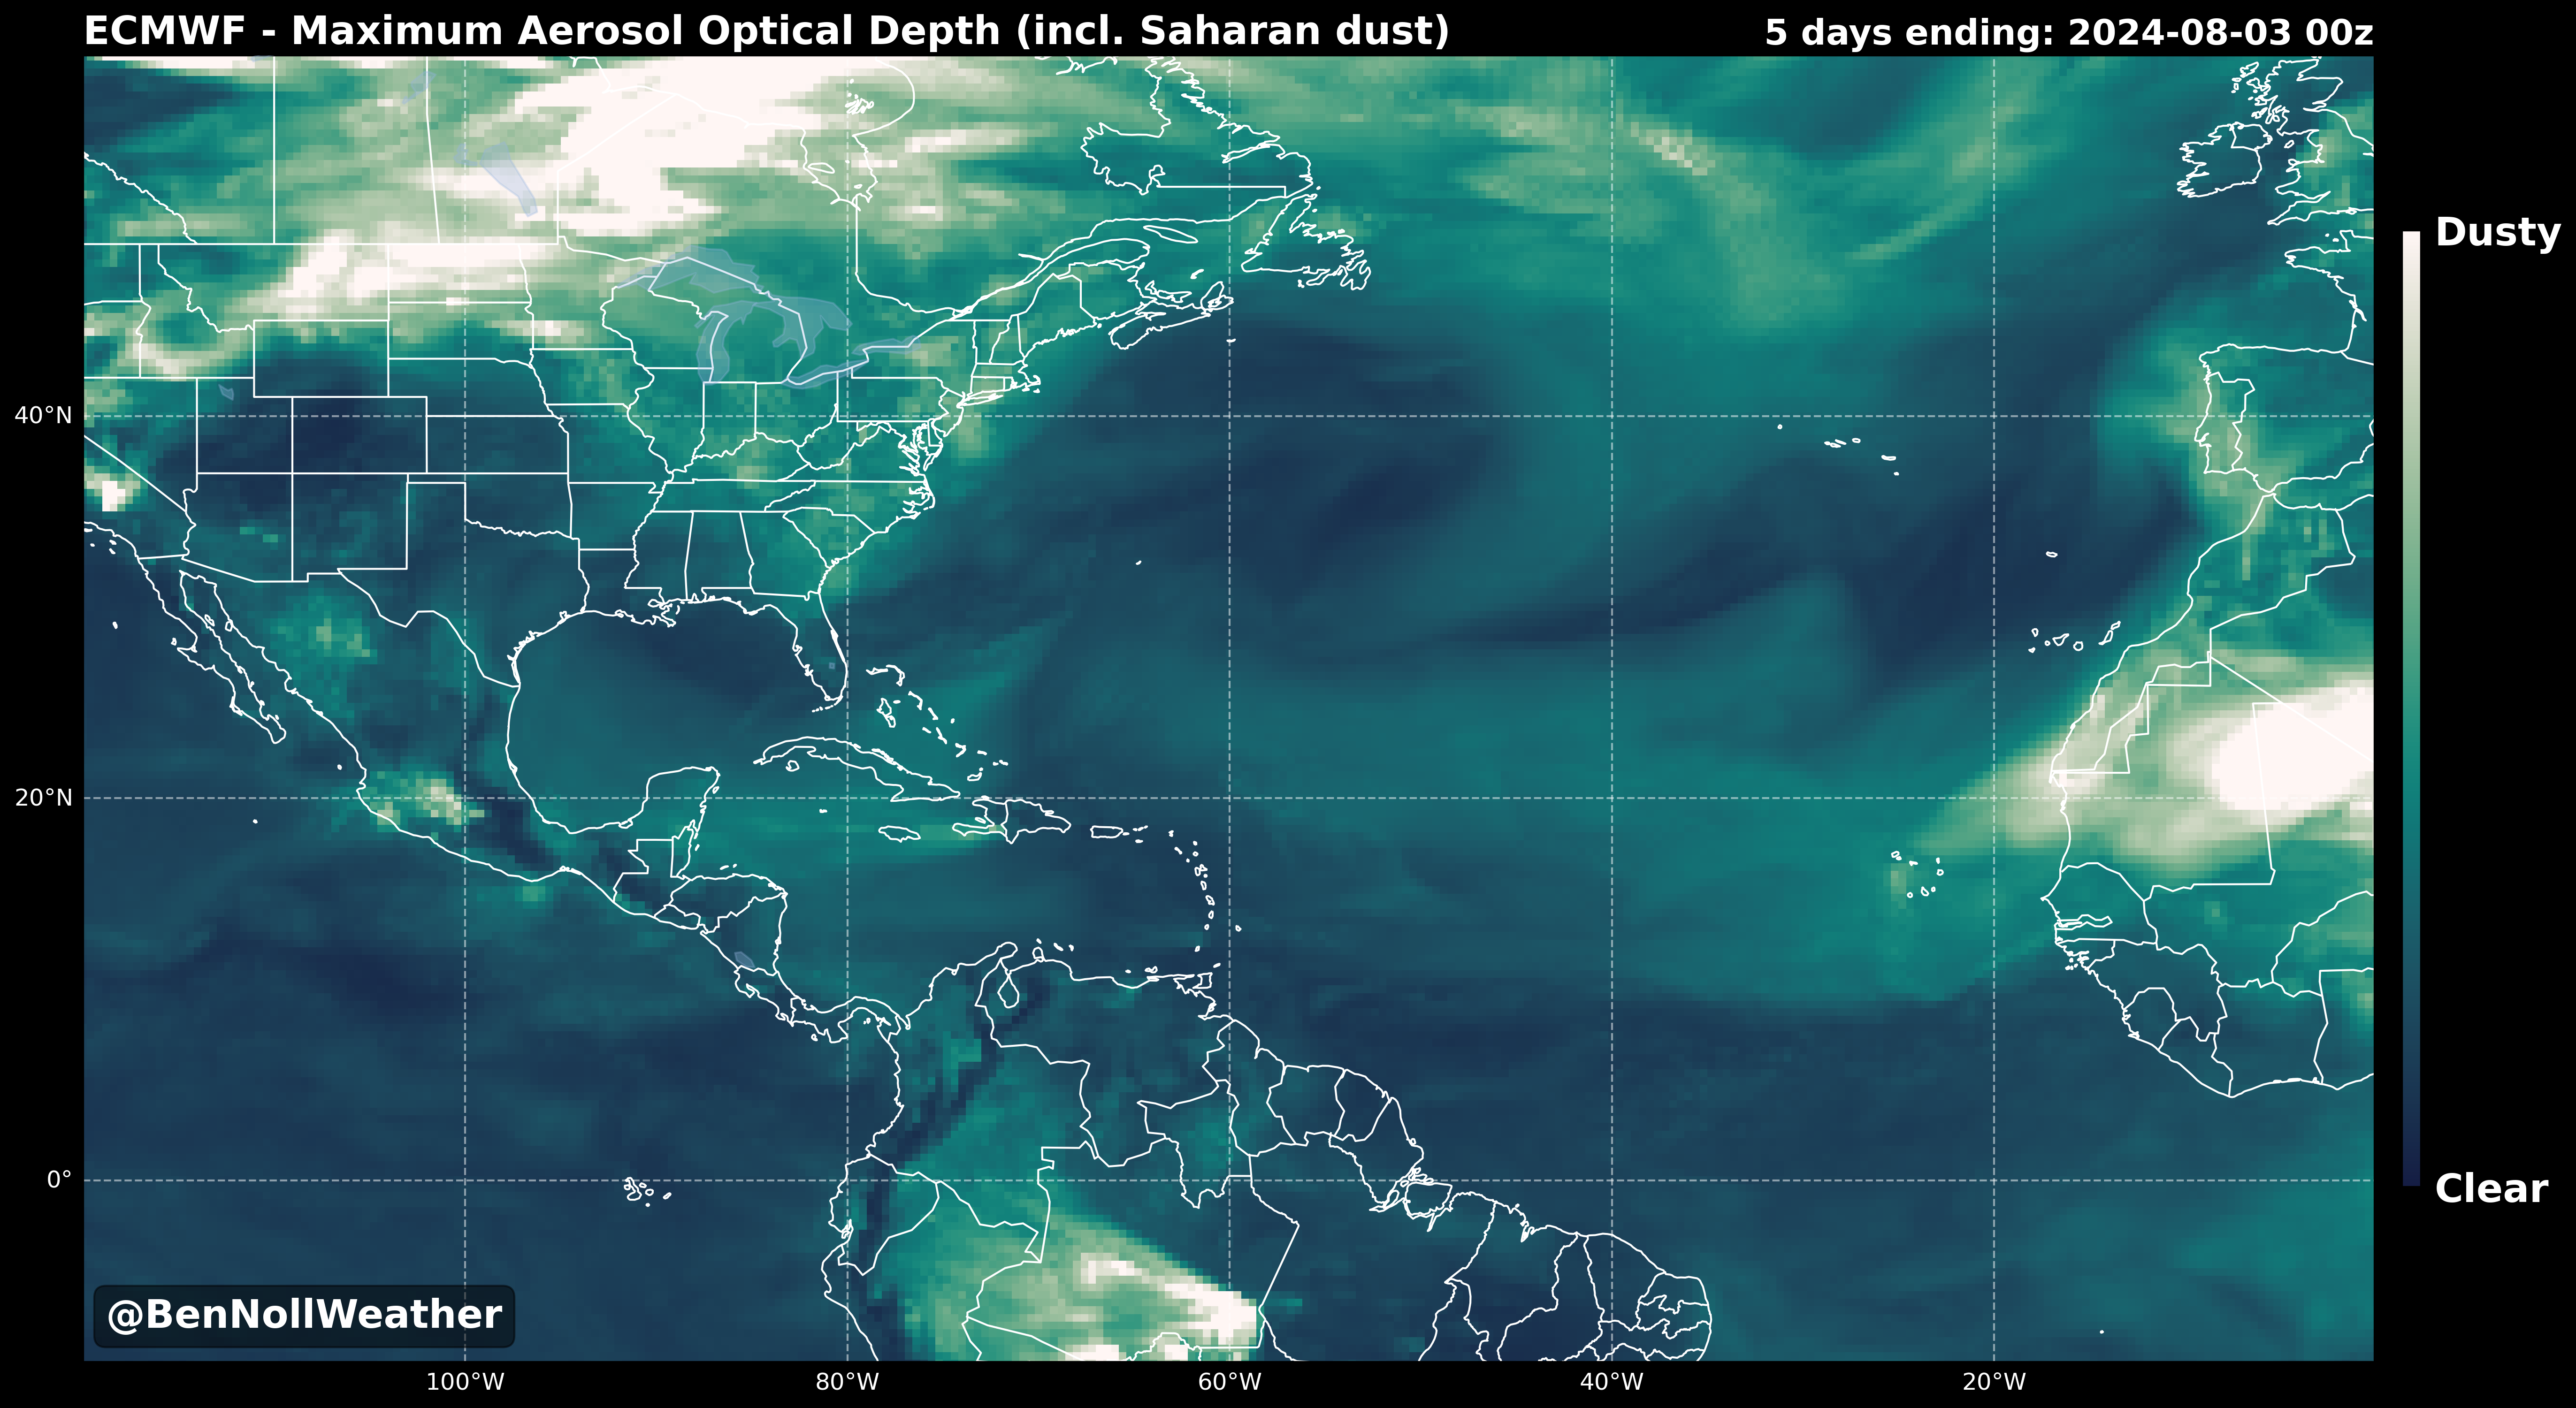 ECMWF - Maximum Aerosol Optical Depth (incl. Saharan dust)
5 days ending: 2024-08-03 00z
Dusty
40°N
20°N
0°
Clear
@BenNollWeather
100°W
80°W
60°W
40°W
20°W